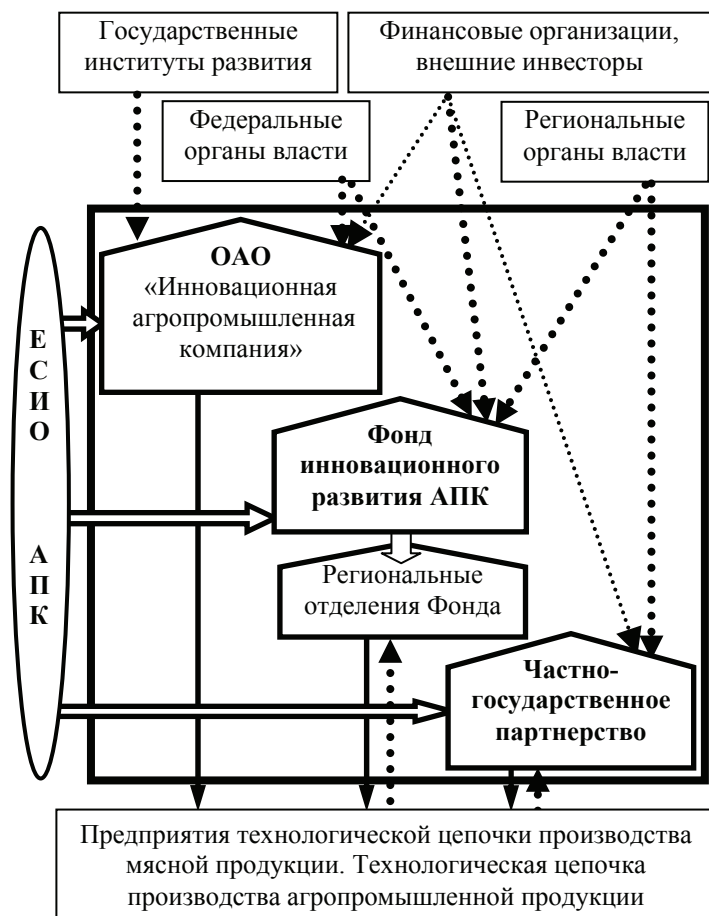 Государственные
институты развития
Финансовые организации,
внешние инвесторы
Федеральные
органы власти
Региональные
органы власти
ОАО
«Инновационная
агропромышленная
компания»
ЕСИО
АПК
Фонд
инновационного
развития АПК
Региональные
отделения Фонда
Частно-
государственное
партнерство
Предприятия технологической цепочки производства
мясной продукции. Технологическая цепочка
производства агропромышленной продукции